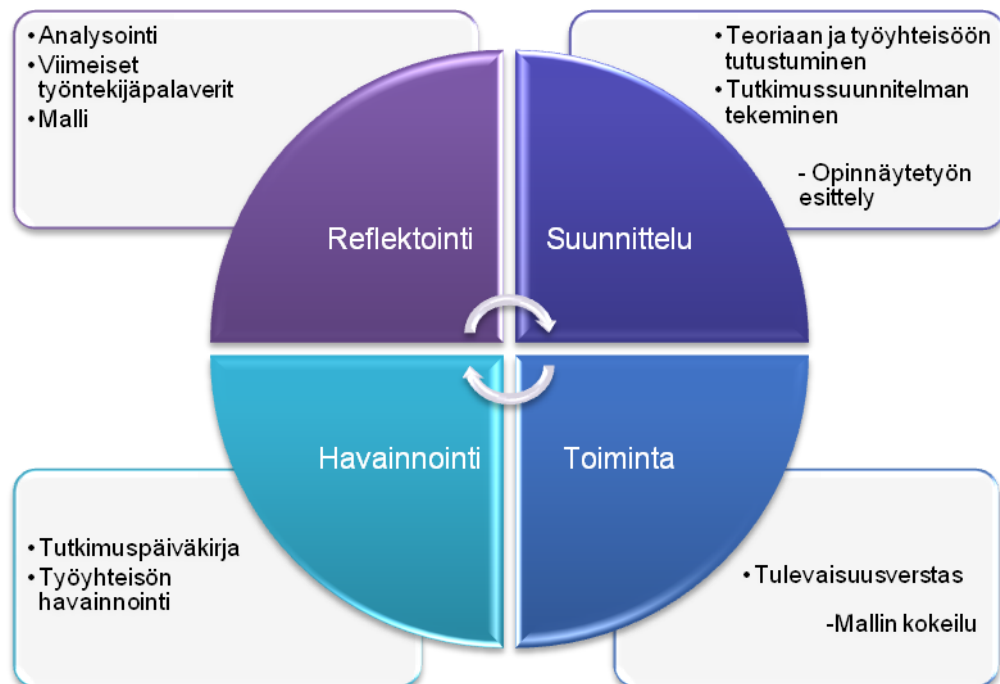 •Analysointi
•Viimeiset
työntekijäpalaverit
•Malli
•Teoriaan ja työyhteisöön
tutustuminen
•Tutkimussuunnitelman
tekeminen
- Opinnäytetyön
esittely
Reflektointi
Suunnittelu
Havainnointi
Toiminta
•Tutkimuspäiväkirja
•Työyhteisön
havainnointi
•Tulevaisuusverstas
-Mallin kokeilu